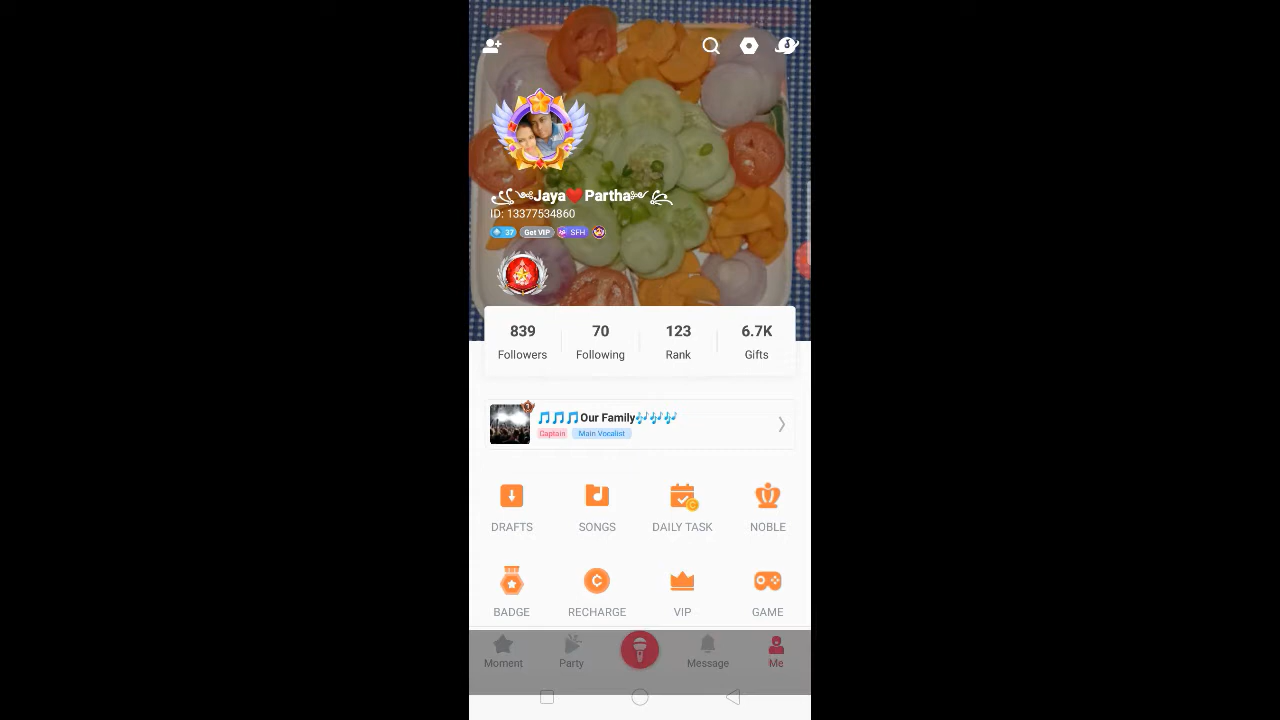 Jaya❤️Partha
ID: 13377534860
37 Get VIP SFH
839 70 123 6.7K
Followers Following Rank Gifts
🎵🎵🎵Our Family🎶🎶🎶
Captain Main Vocalist
DRAFTS SONGS DAILY TASK NOBLE
BADGE RECHARGE VIP GAME
Moment Party Message Me